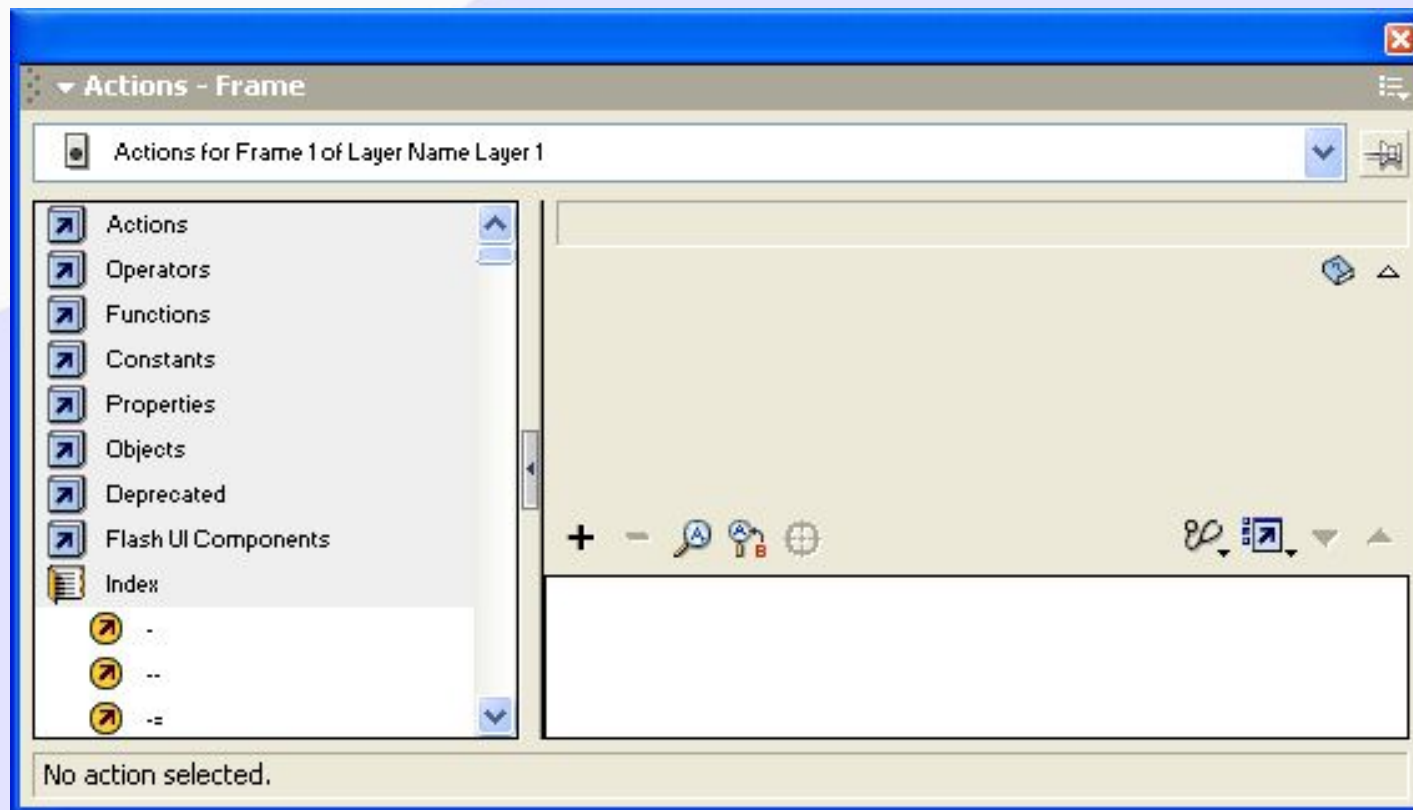 Actions - Frame
Actions for Frame 1 of Layer Name Layer 1
Actions
Operators
Functions
Constants
Properties
Objects
Deprecated
Flash UI Components
Index
-
--
-=
No action selected.